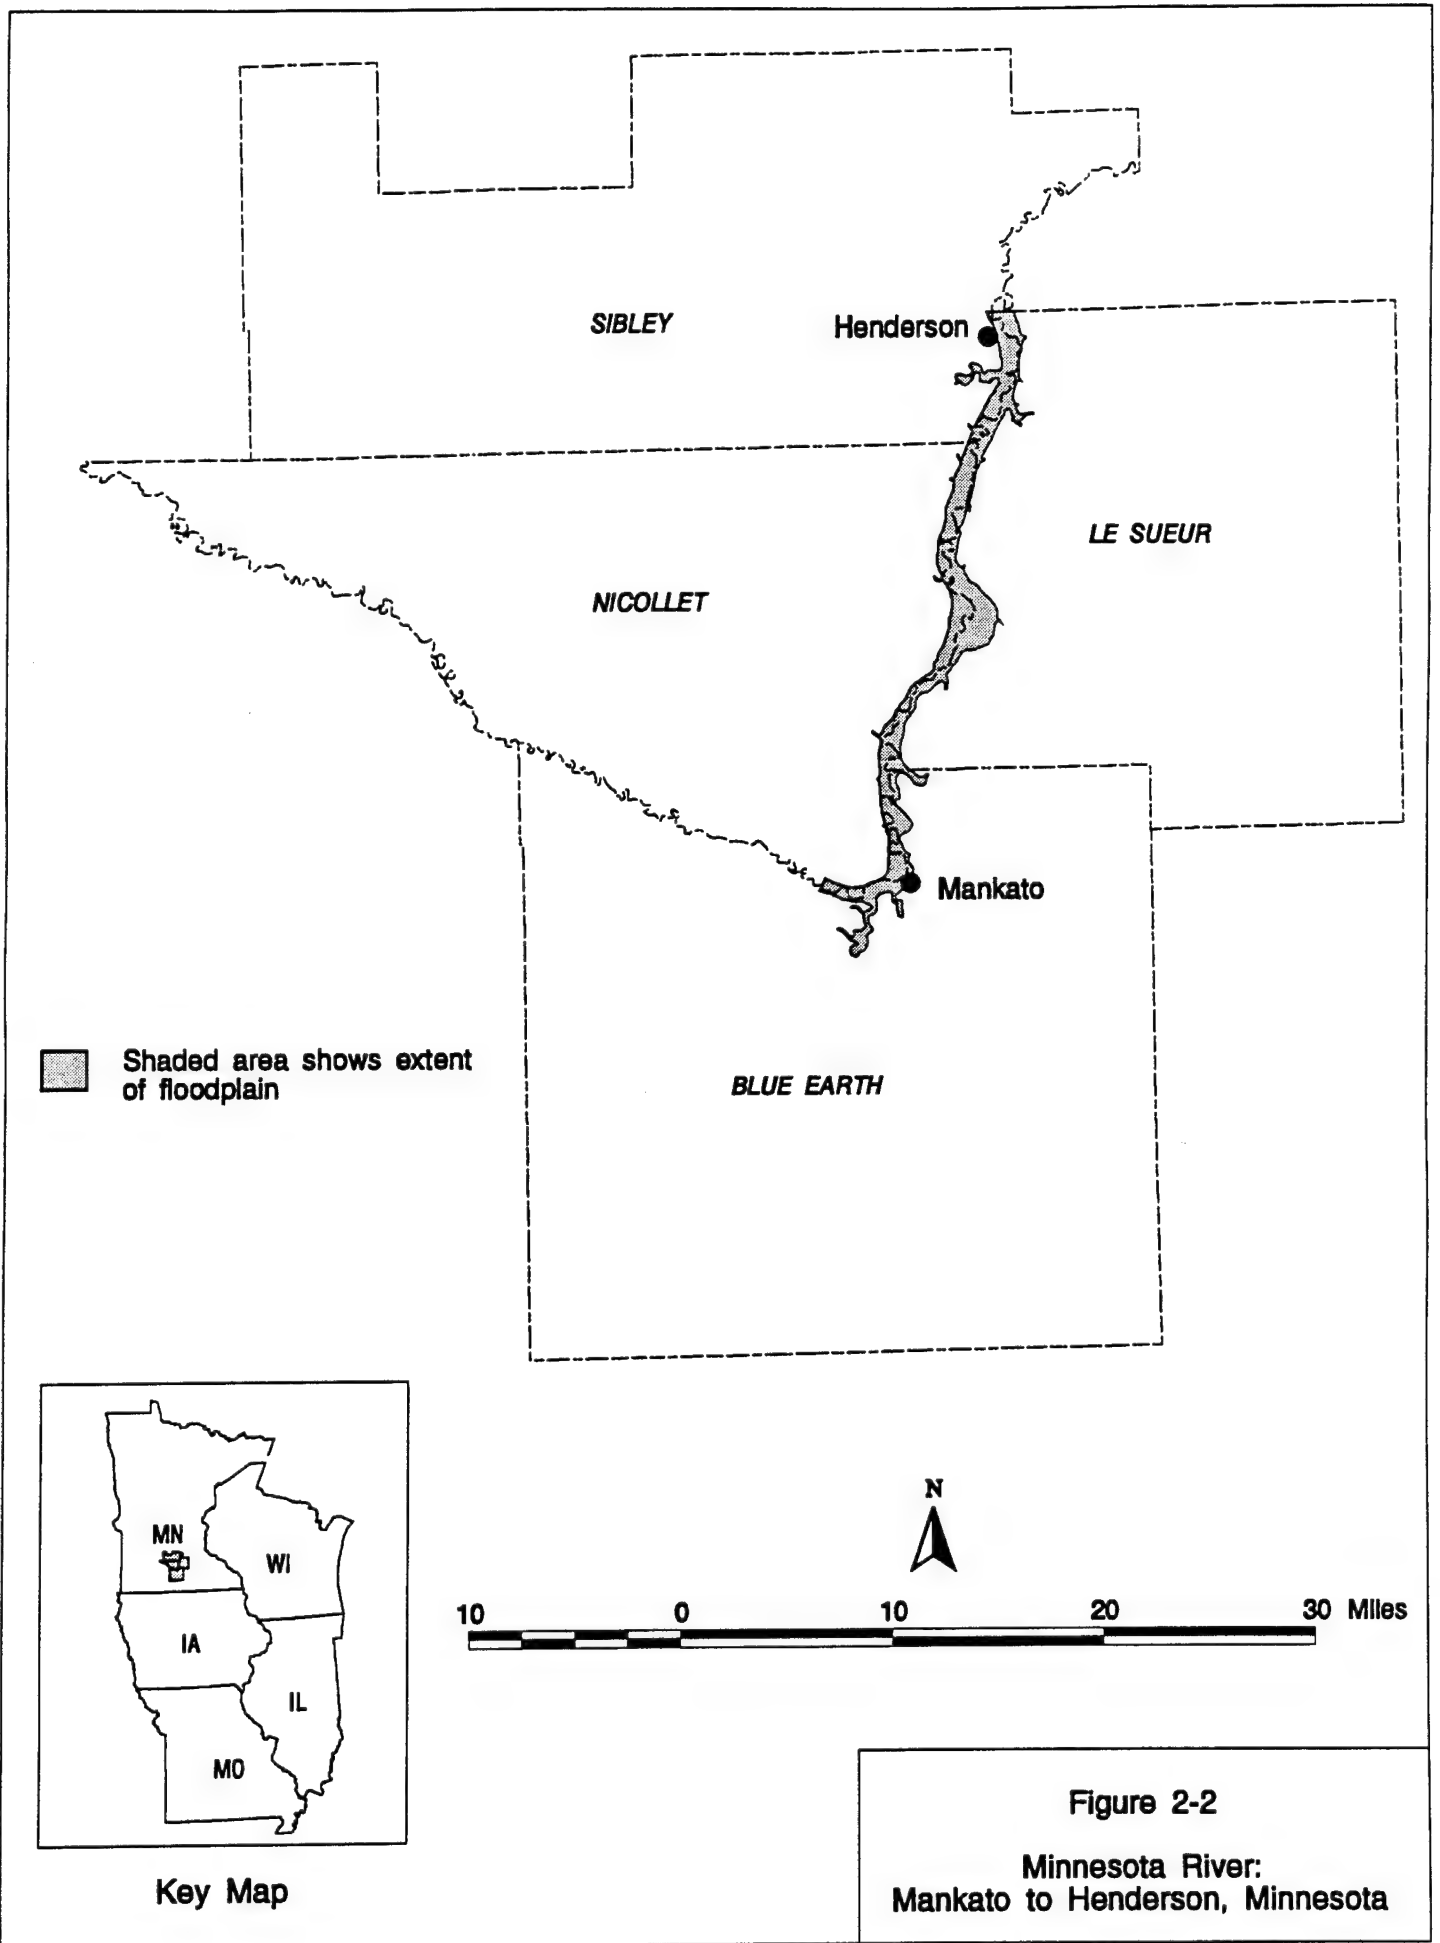 SIBLEY
Henderson
LE SUEUR
NICOLLET
Mankato
Shaded area shows extent
of floodplain
BLUE EARTH
MN
WI
IA
IL
MO
Key Map
N
10 0 10 20 30 Miles
Figure 2-2
Minnesota River:
Mankato to Henderson, Minnesota